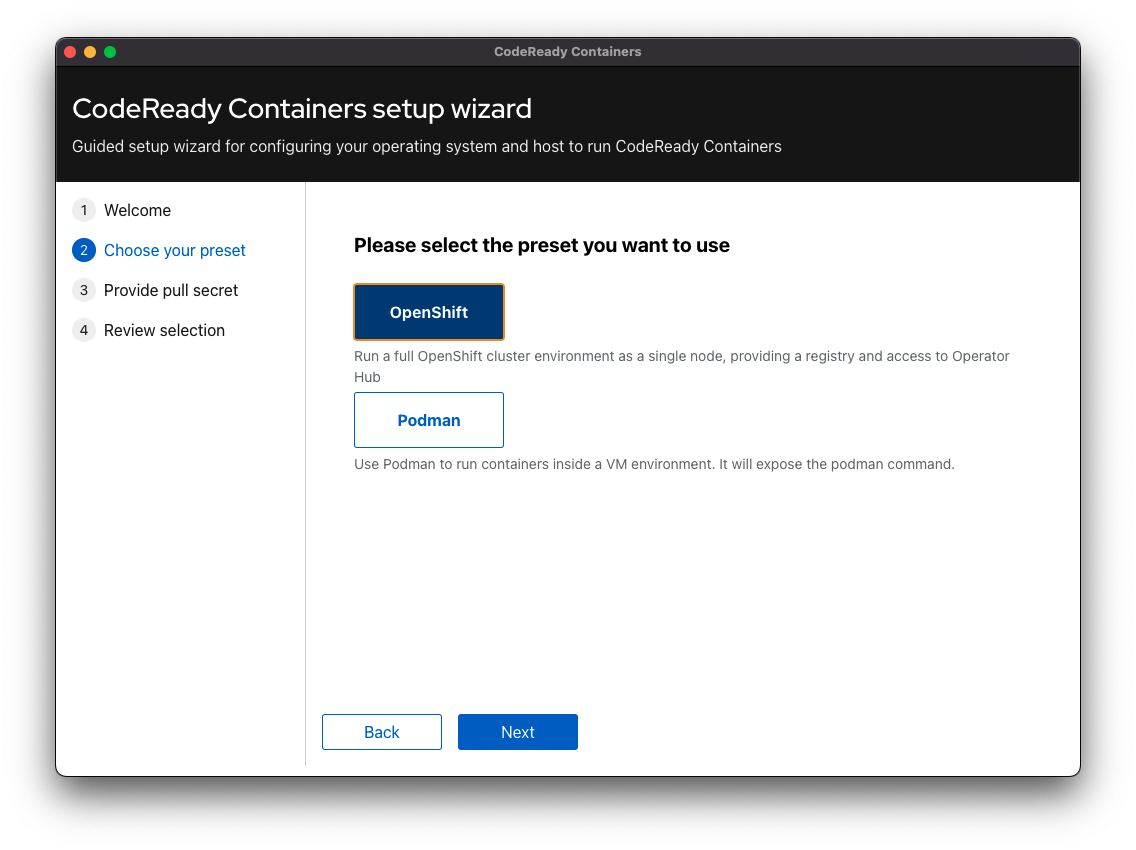 CodeReady Containers
CodeReady Containers setup wizard
Guided setup wizard for configuring your operating system and host to run CodeReady Containers
1 Welcome
2 Choose your preset
3 Provide pull secret
4 Review selection
Please select the preset you want to use
OpenShift
Run a full OpenShift cluster environment as a single node, providing a registry and access to Operator
Hub
Podman
Use Podman to run containers inside a VM environment. It will expose the podman command.
Back Next